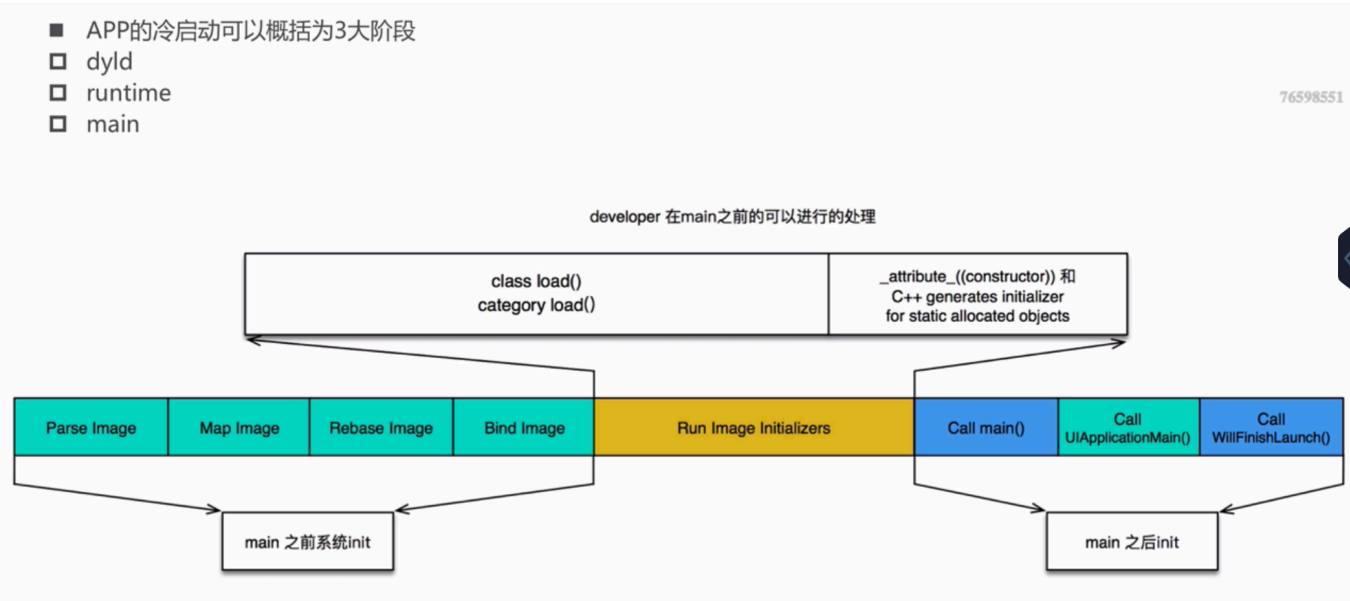 APP的冷启动可以概括为3大阶段
dyld
runtime
main
76598551
developer 在main之前的可以进行的处理
class load()
category load()
_attribute_((constructor)) 和
C++ generates initializer
for static allocated objects
Parse Image
Map Image
Rebase Image
Bind Image
Run Image Initializers
Call main()
Call
UIApplicationMain()
Call
WillFinishLaunch()
main 之前系统init
main 之后init